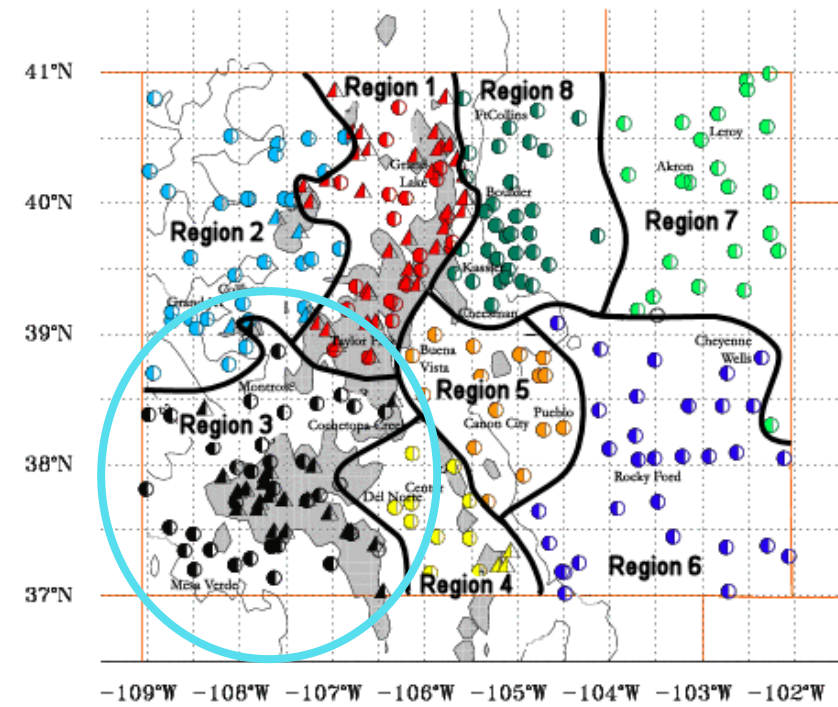 41°N
Region 1
Region 8
FtCollins
Leroy
Grand
Lake
Akron
40°N
Boulder
Region 7
Region 2
Kassler
Cheesman
39°N
Taylor
Buena
Vista
Cheyenne
Wells
Montrose
Region 5
Region 3
Pueblo
Cochetopa Creek
Canon City
38°N
Rocky Ford
Center
Del Norte
Region 6
Mesa Verde
Region 4
37°N
-109°W -108°W -107°W -106°W -105°W -104°W -103°W -102°W